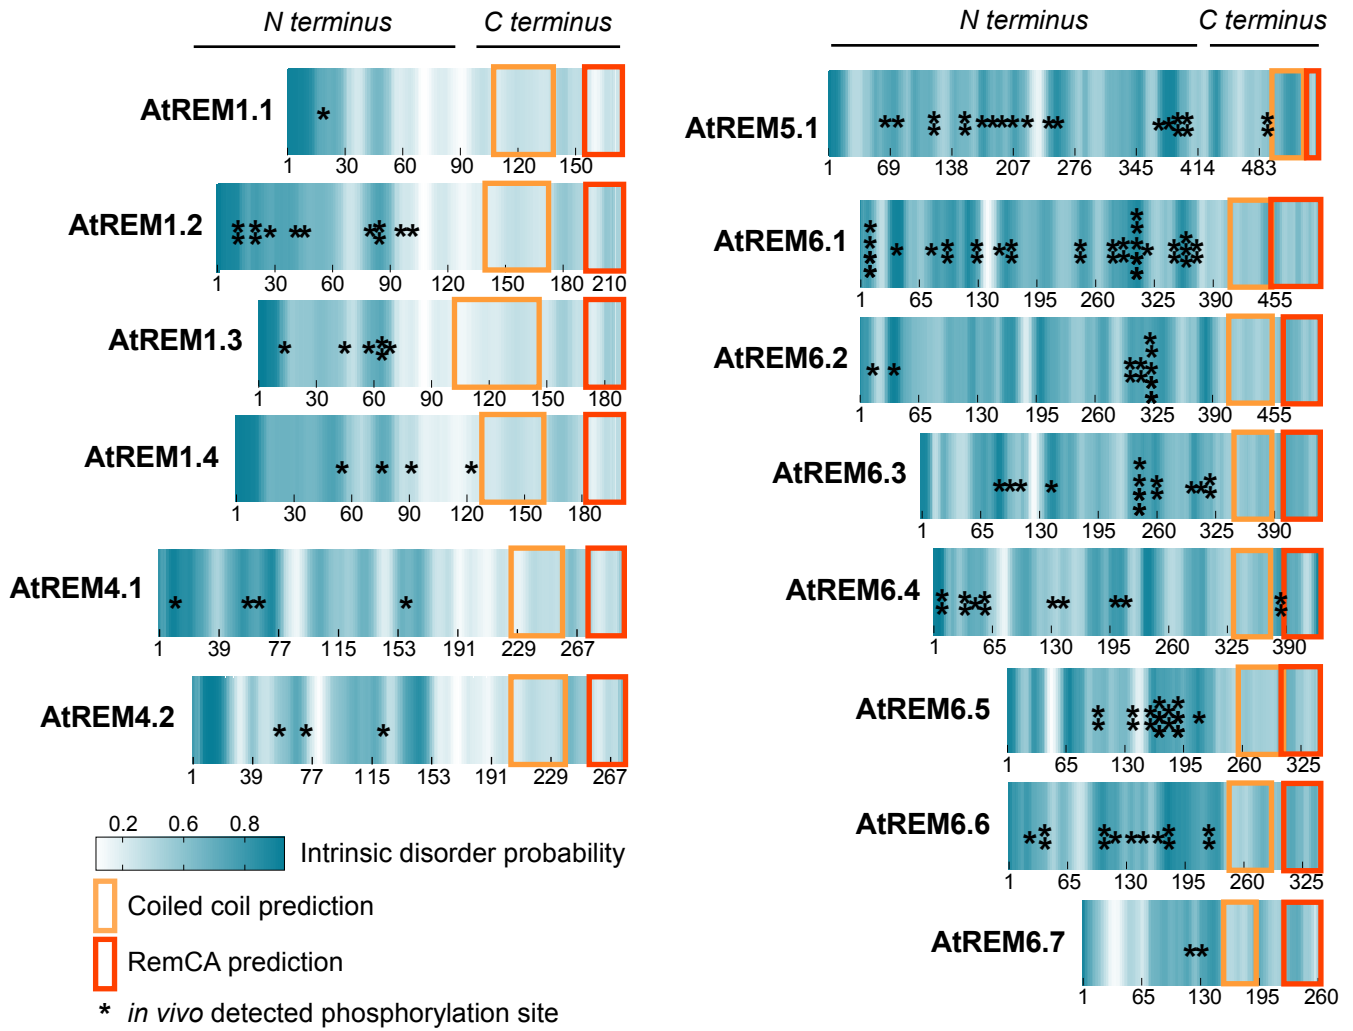 N terminus C terminus
AtREM1.1
*
1 30 60 90 120 150
AtREM1.2
* * * * * * * * * * * *
1 30 60 90 120 150 180 210
AtREM1.3
* * * * * *
1 30 60 90 120 150 180
AtREM1.4
* * * *
1 30 60 90 120 150 180
AtREM4.1
* * * *
1 39 77 115 153 191 229 267
AtREM4.2
* * *
1 39 77 115 153 191 229 267
0.2 0.6 0.8
Intrinsic disorder probability
Coiled coil prediction
RemCA prediction
* in vivo detected phosphorylation site
N terminus C terminus
AtREM5.1
1 69 138 207 276 345 414 483
AtREM6.1
1 65 130 195 260 325 390 455
AtREM6.2
1 65 130 195 260 325 390 455
AtREM6.3
1 65 130 195 260 325 390
AtREM6.4
1 65 130 195 260 325 390
AtREM6.5
1 65 130 195 260 325
AtREM6.6
1 65 130 195 260 325
AtREM6.7
* *
1 65 130 195 260